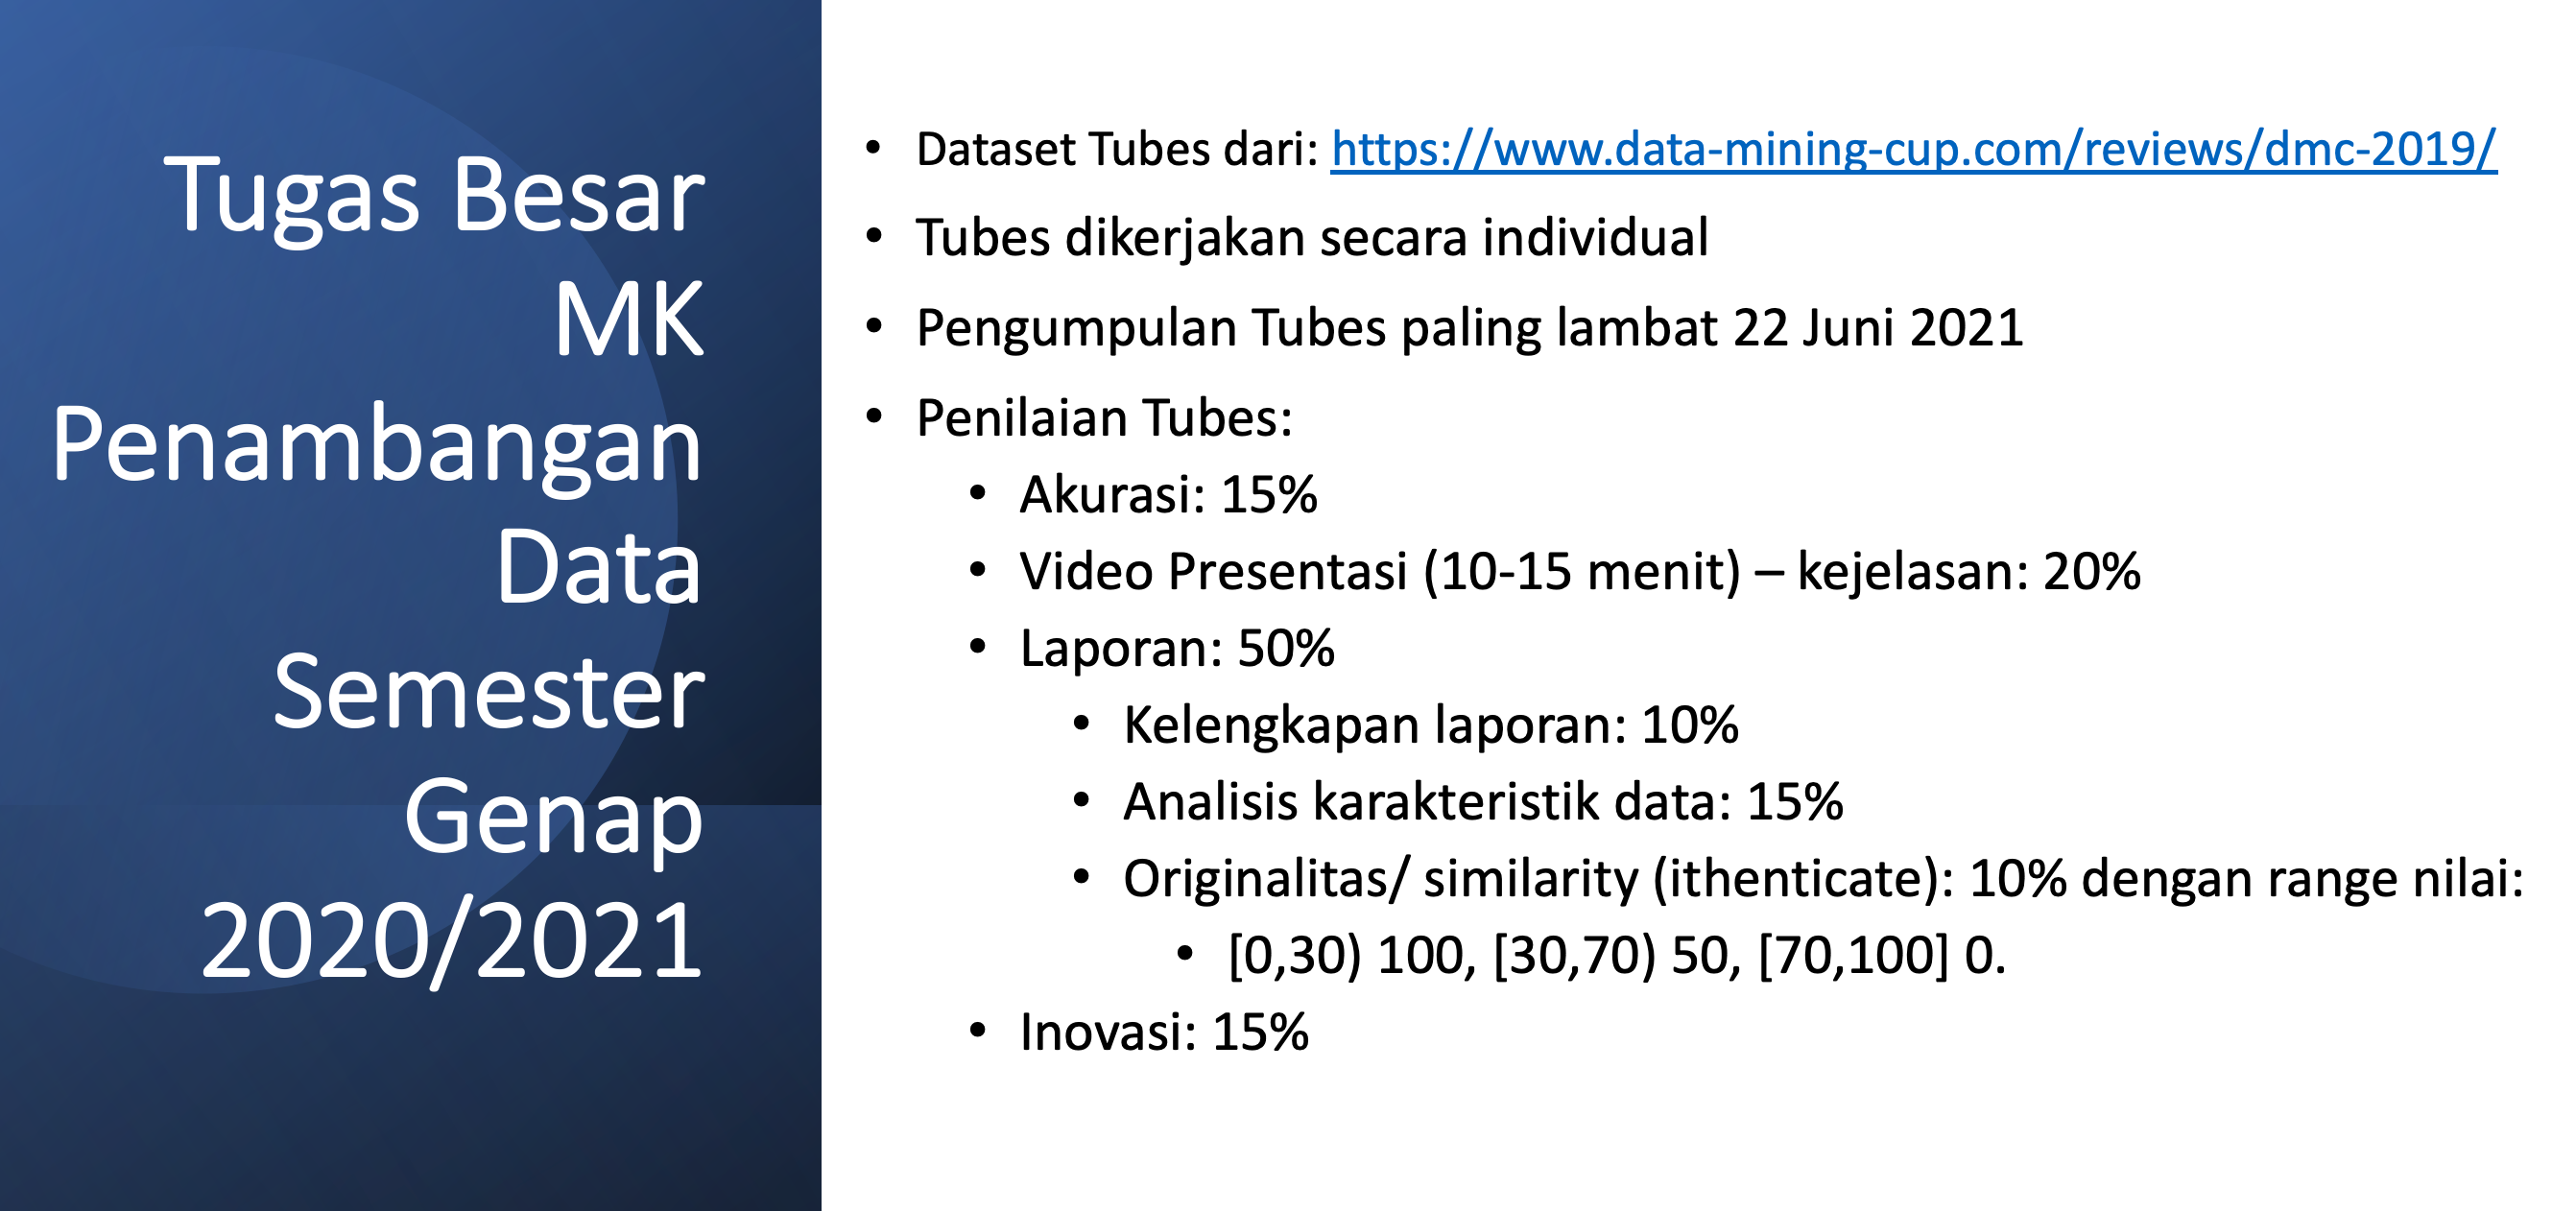 Tugas Besar
MK
Penambangan
Data
Semester
Genap
2020/2021
• Dataset Tubes dari: https://www.data-mining-cup.com/reviews/dmc-2019/
• Tubes dikerjakan secara individual
• Pengumpulan Tubes paling lambat 22 Juni 2021
• Penilaian Tubes:
• Akurasi: 15%
• Video Presentasi (10-15 menit) – kejelasan: 20%
• Laporan: 50%
• Kelengkapan laporan: 10%
• Analisis karakteristik data: 15%
• Originalitas/ similarity (ithenticate): 10% dengan range nilai:
• [0,30) 100, [30,70) 50, [70,100] 0.
• Inovasi: 15%